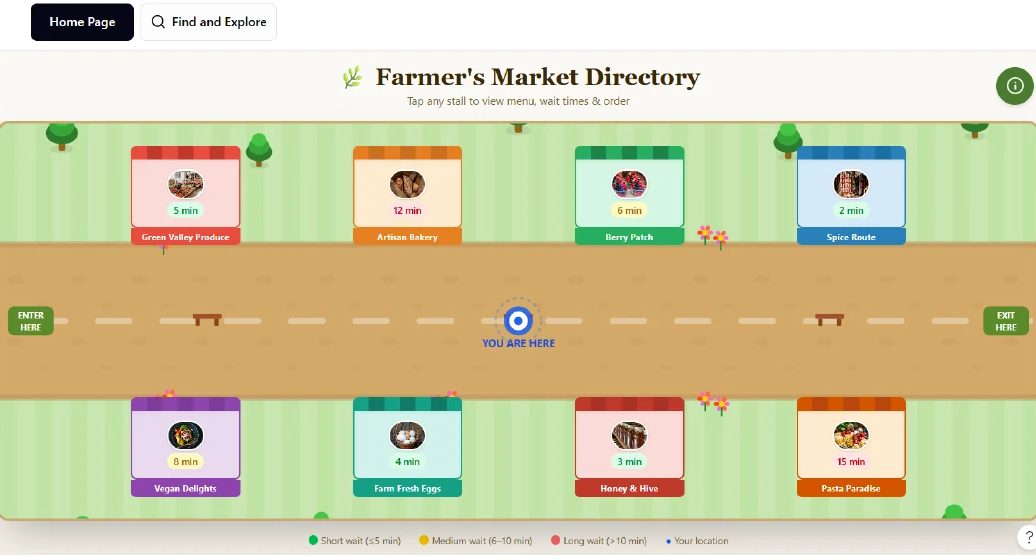 Home Page
Find and Explore
Farmer's Market Directory
Tap any stall to view menu, wait times & order
5 min
Green Valley Produce
12 min
Artisan Bakery
6 min
Berry Patch
2 min
Spice Route
ENTER
HERE
YOU ARE HERE
EXIT
HERE
8 min
Vegan Delights
4 min
Farm Fresh Eggs
3 min
Honey & Hive
15 min
Pasta Paradise
Short wait (≤5 min)
Medium wait (6–10 min)
Long wait (>10 min)
Your location
?